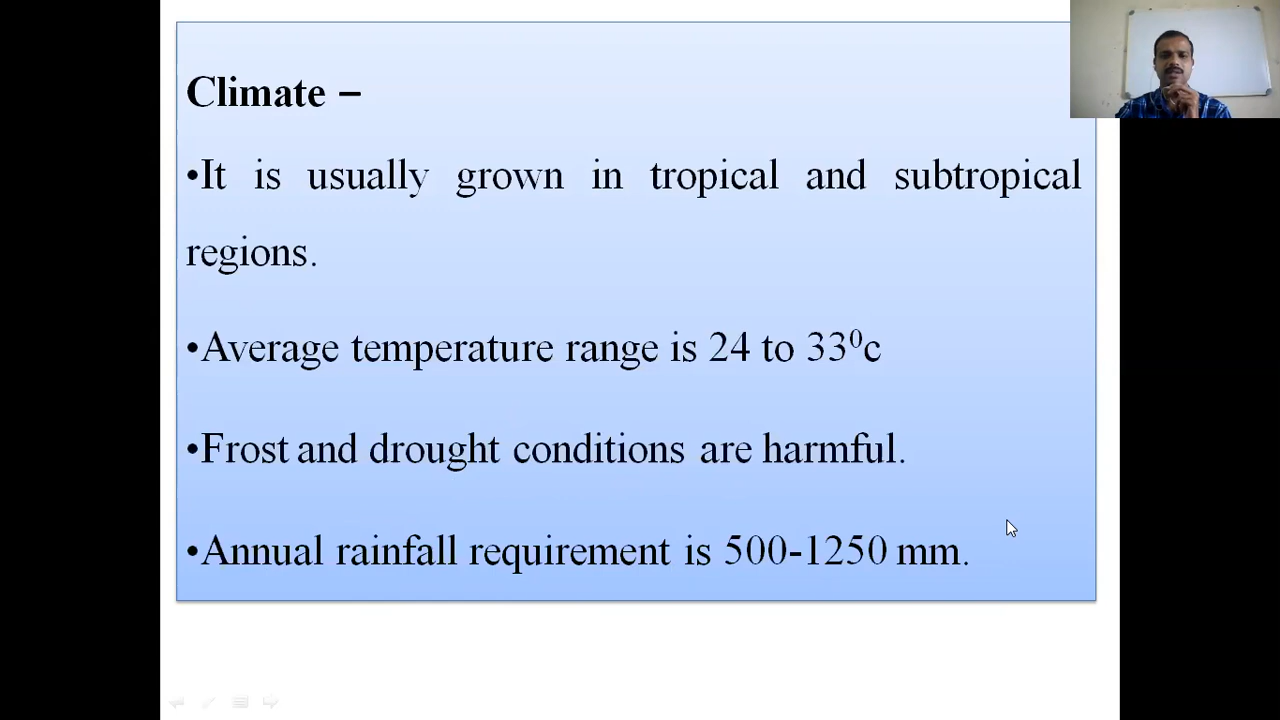 Climate –
•It is usually grown in tropical and subtropical
regions.
•Average temperature range is 24 to 33⁰c
•Frost and drought conditions are harmful.
•Annual rainfall requirement is 500-1250 mm.